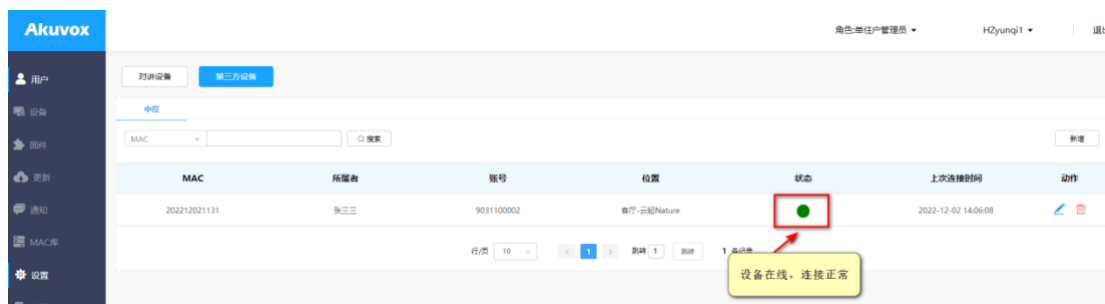 Akuvox
角色:单住户管理员
HZyunqi1
用户
对讲设备
第三方设备
设备
中控
固件
MAC
搜索
新增
更新
MAC
所属者
账号
位置
状态
上次连接时间
动作
通知
202212021131
张三三
9031100002
客厅-云起Nature
2022-12-02 14:06:08
MAC库
行/页
10
<
1
>
跳转
1
跳转
设置
设备在线，连接正常